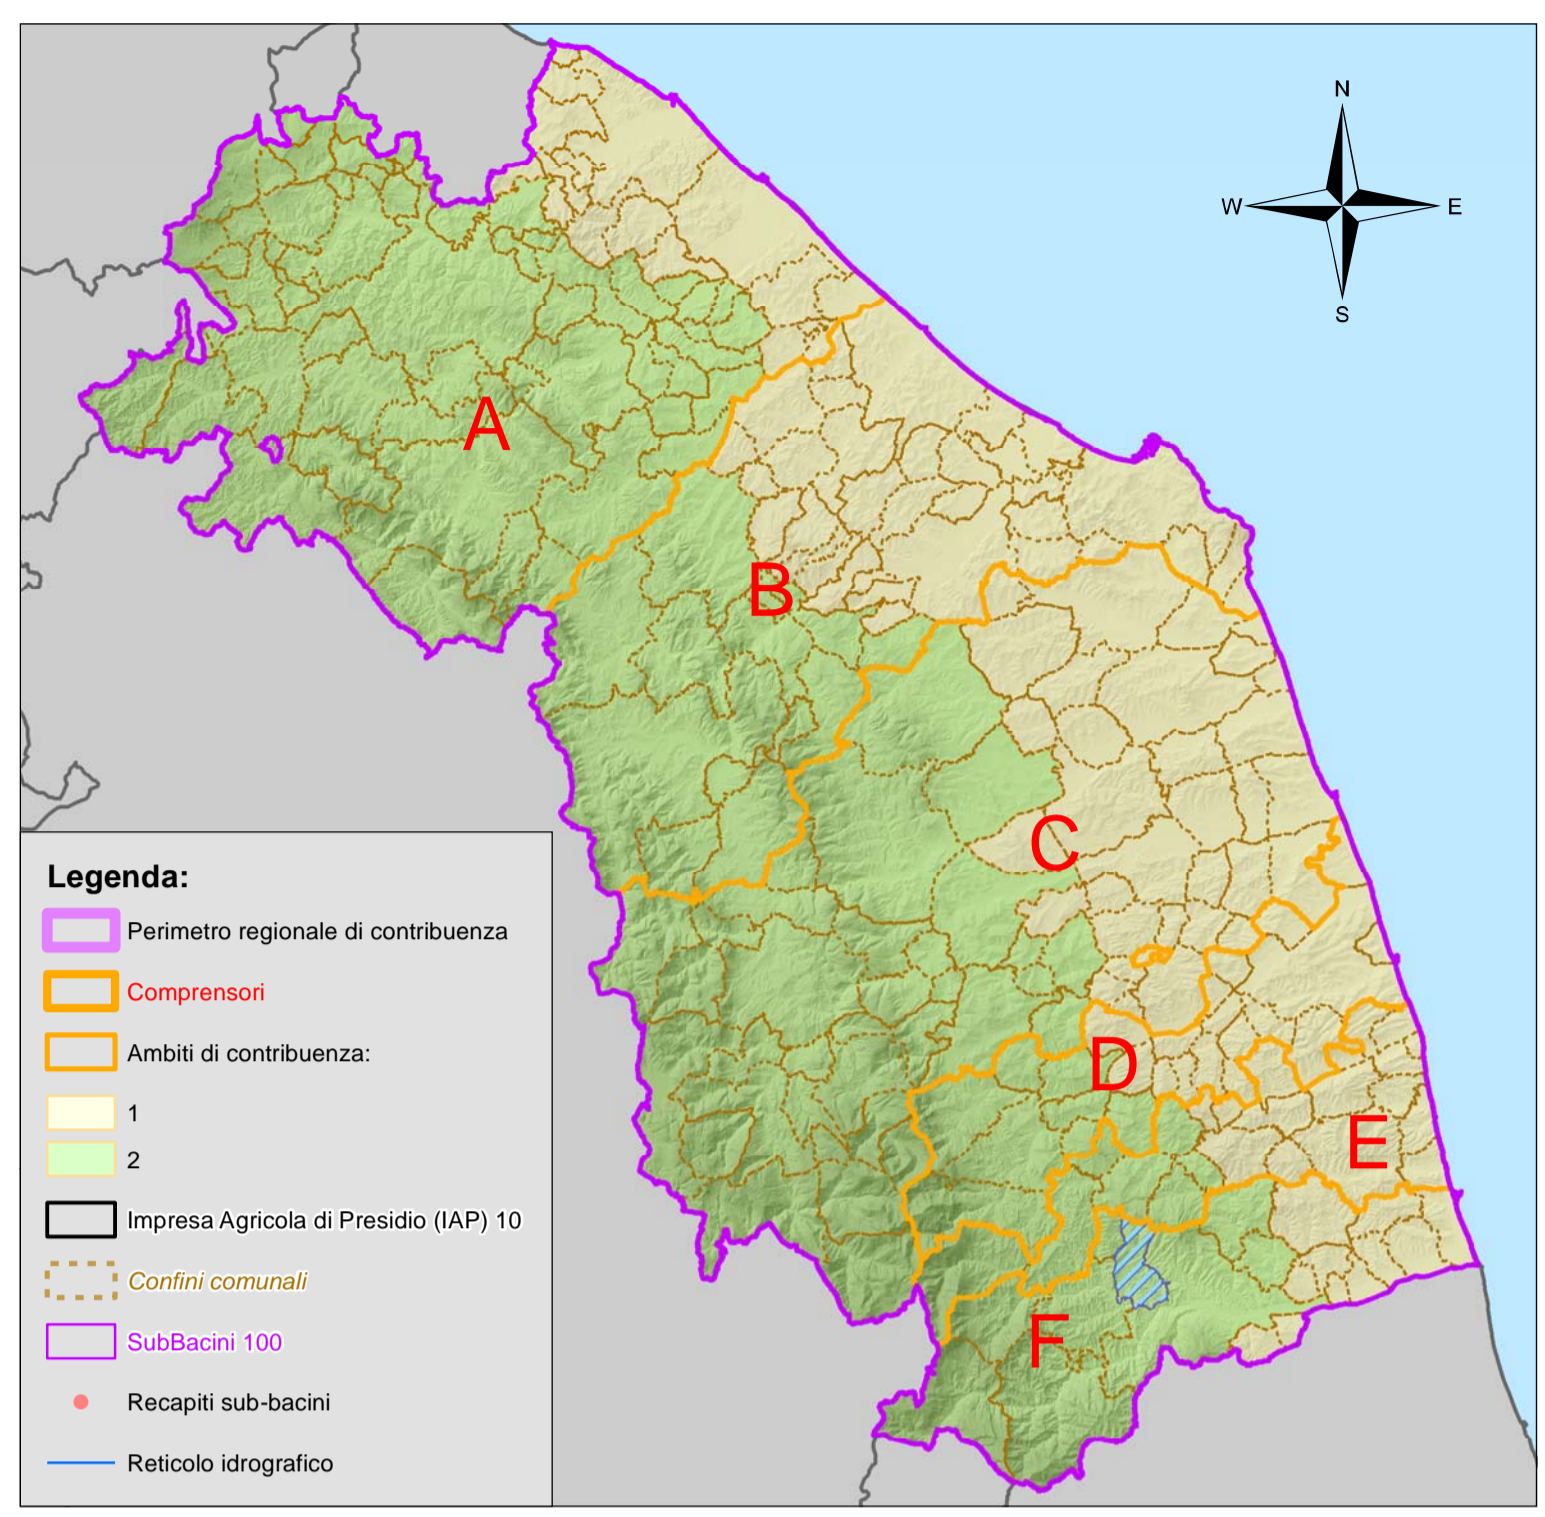 N
W E
S
A
B
C
D
E
F
Legenda:
Perimetro regionale di contribuenza
Comprensori
Ambiti di contribuenza:
1
2
Impresa Agricola di Presidio (IAP) 10
Confini comunali
SubBacini 100
Recapiti sub-bacini
Reticolo idrografico